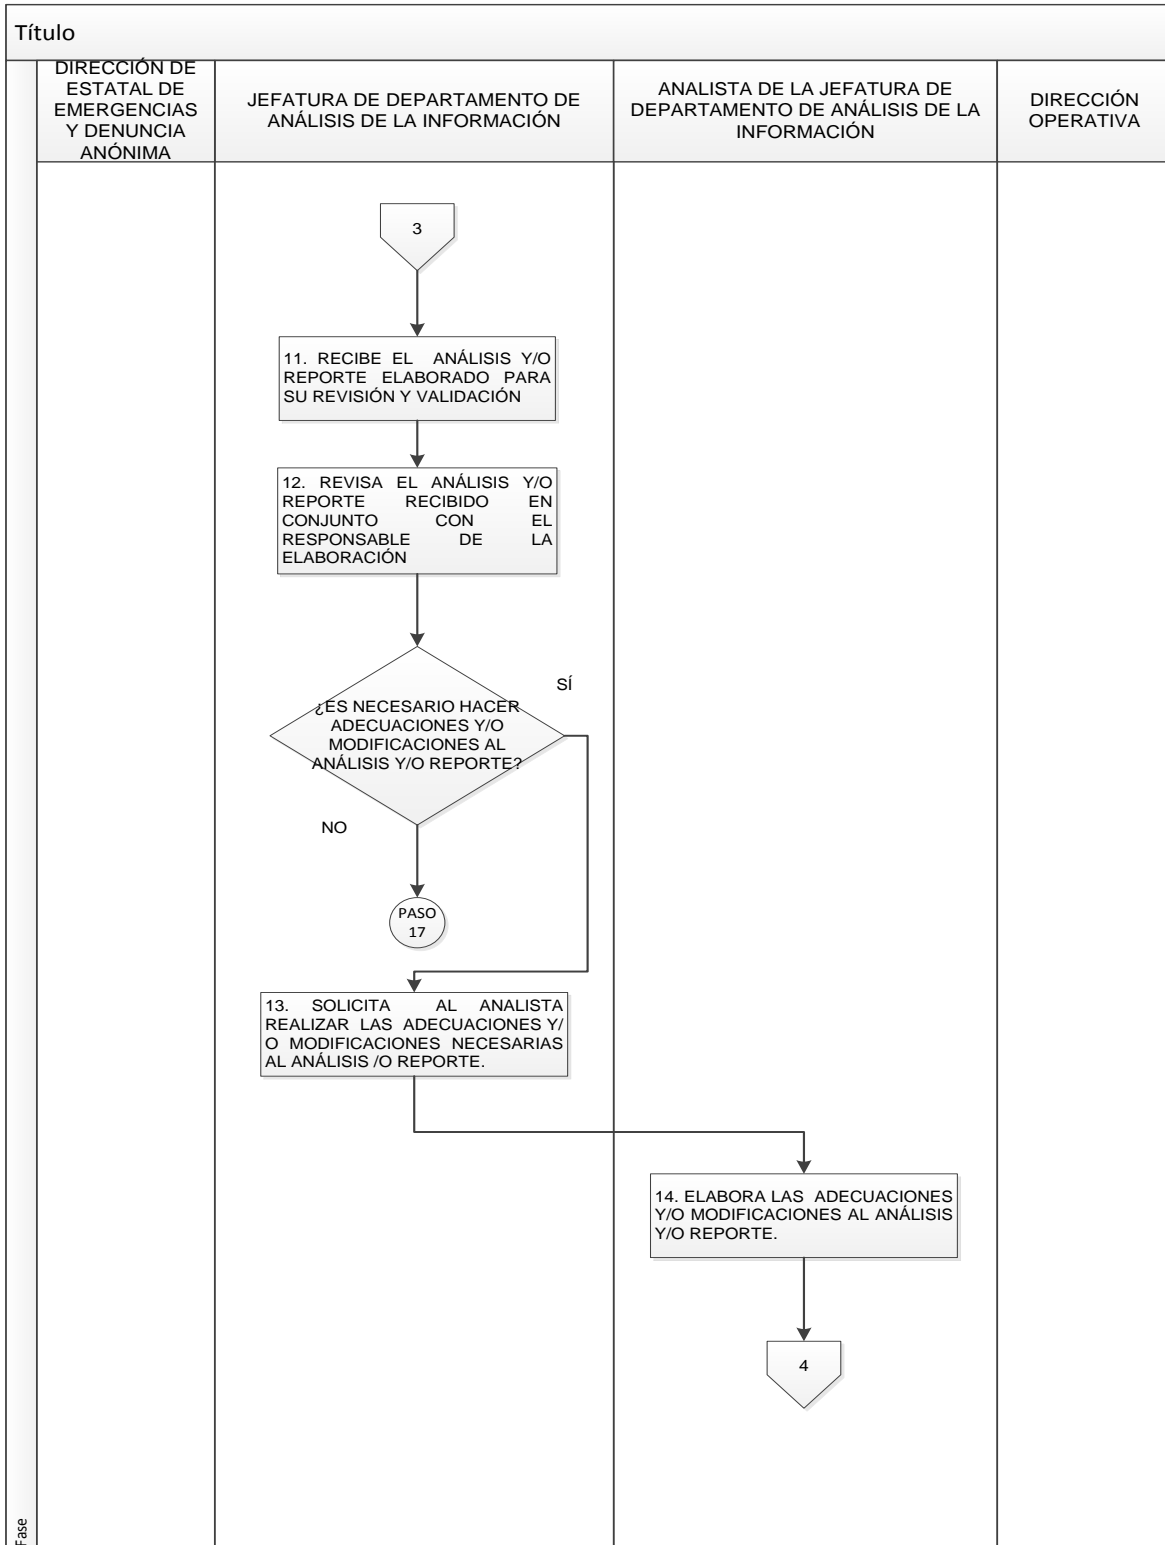 Título
DIRECCIÓN DE
ESTATAL DE
EMERGENCIAS
Y DENUNCIA
ANÓNIMA
JEFATURA DE DEPARTAMENTO DE
ANÁLISIS DE LA INFORMACIÓN
ANALISTA DE LA JEFATURA DE
DEPARTAMENTO DE ANÁLISIS DE LA
INFORMACIÓN
DIRECCIÓN
OPERATIVA
3
11. RECIBE EL ANÁLISIS Y/O
REPORTE ELABORADO PARA
SU REVISIÓN Y VALIDACIÓN
12. REVISA EL ANÁLISIS Y/O
REPORTE RECIBIDO EN
CONJUNTO CON EL
RESPONSABLE DE LA
ELABORACIÓN
SÍ
¿ES NECESARIO HACER
ADECUACIONES Y/O
MODIFICACIONES AL
ANÁLISIS Y/O REPORTE?
NO
PASO
17
13. SOLICITA AL ANALISTA
REALIZAR LAS ADECUACIONES Y/
O MODIFICACIONES NECESARIAS
AL ANÁLISIS /O REPORTE.
14. ELABORA LAS ADECUACIONES
Y/O MODIFICACIONES AL ANÁLISIS
Y/O REPORTE.
4
Fase